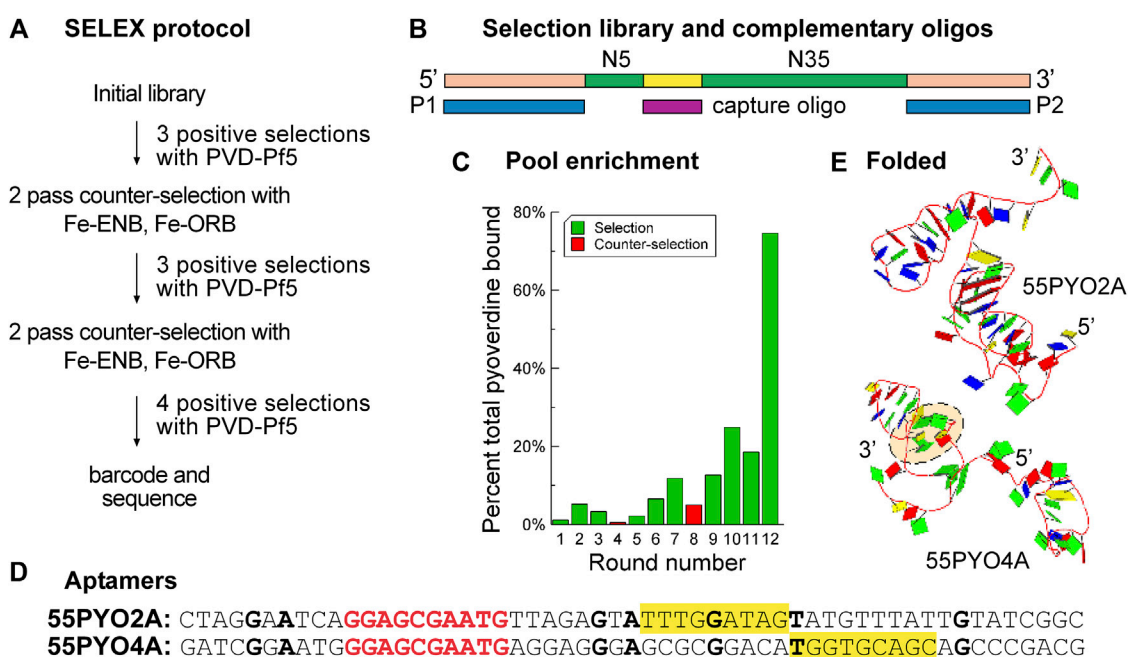 A SELEX protocol
Initial library
3 positive selections
with PVD-Pf5
2 pass counter-selection with
Fe-ENB, Fe-ORB
3 positive selections
with PVD-Pf5
2 pass counter-selection with
Fe-ENB, Fe-ORB
4 positive selections
with PVD-Pf5
barcode and
sequence
B Selection library and complementary oligos
N5 N35
5' 3'
P1 capture oligo P2
C Pool enrichment
Percent total pyoverdine bound
80%
60%
40%
20%
0%
Selection
Counter-selection
1 2 3 4 5 6 7 8 9 10 11 12
Round number
E Folded
3'
55PYO2A
5'
3'
5'
55PYO4A
D Aptamers
55PYO2A: CTAGGAATCAGGAGCGAATGTTAGAGTATTTGGATAGTATGTTTATTGTATCGGC
55PYO4A: GATCGGAATGGGAGCGAATGAGGAGGGAGCGCGGACATGGTGCAGCAGCCCGACG